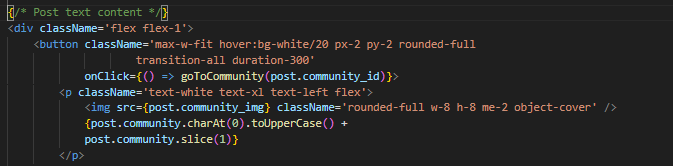 {/* Post text content */}
<div className='flex flex-1'>
<button className='max-w-fit hover:bg-white/20 px-2 py-2 rounded-full
transition-all duration-300'
onClick={() => goToCommunity(post.community_id)}>
<p className='text-white text-xl text-left flex'>
<img src={post.community_img} className='rounded-full w-8 h-8 me-2 object-cover' />
{post.community.charAt(0).toUpperCase() +
post.community.slice(1)}
</p>